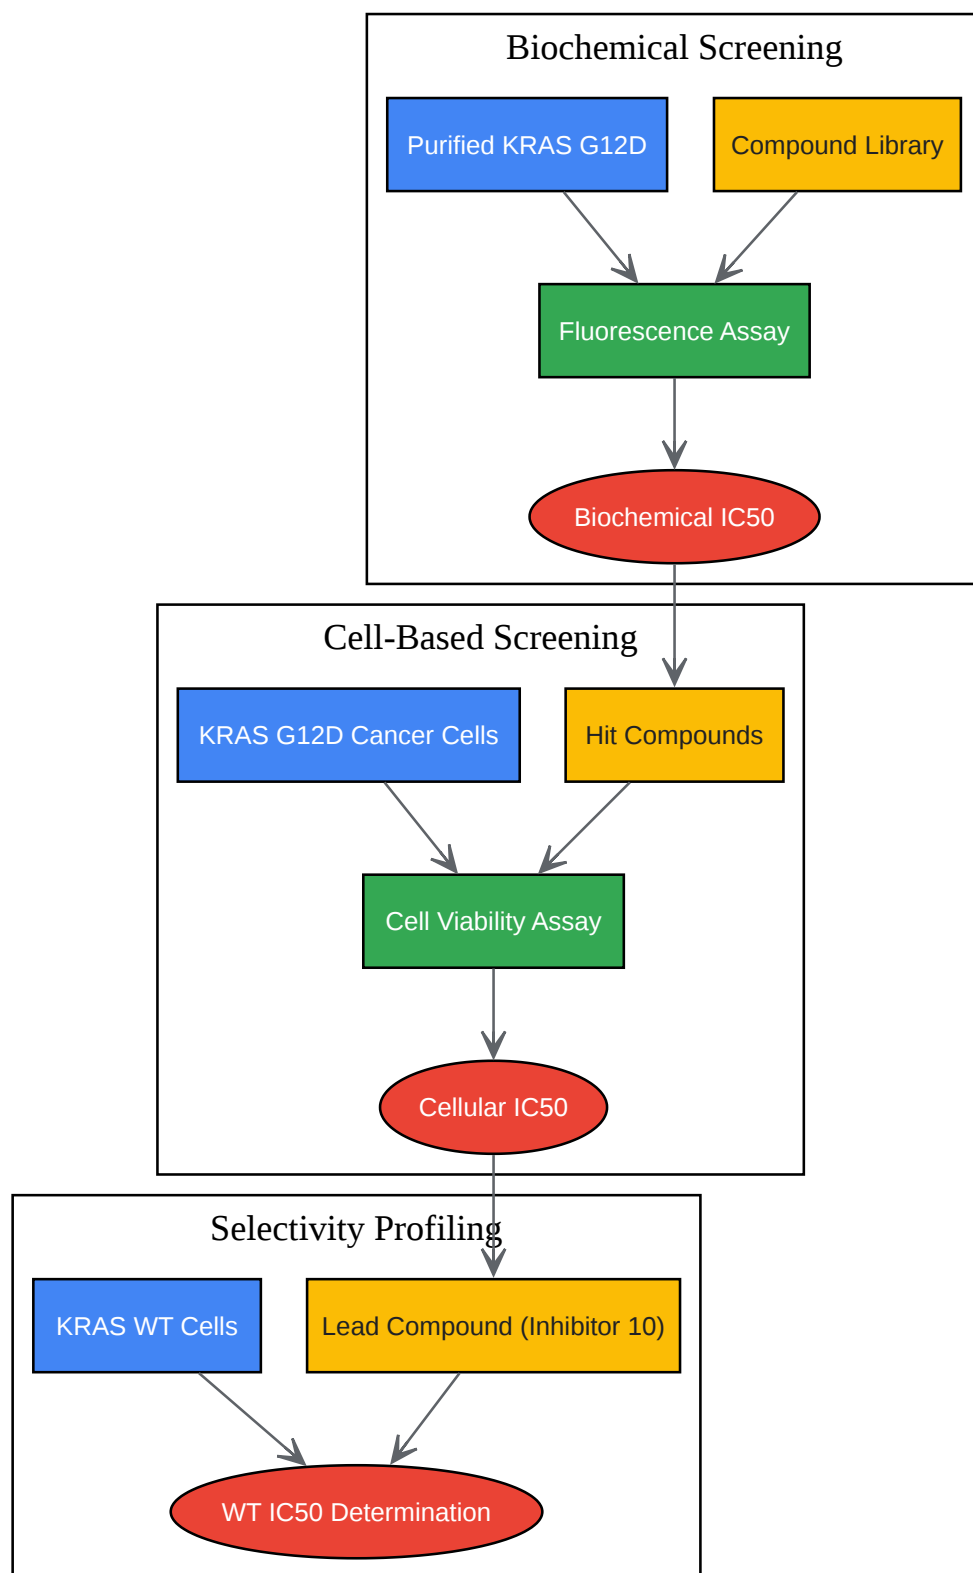 Biochemical Screening
Purified KRAS G12D
Compound Library
Fluorescence Assay
Biochemical IC50
Cell-Based Screening
KRAS G12D Cancer Cells
Hit Compounds
Cell Viability Assay
Cellular IC50
Selectivity Profiling
KRAS WT Cells
Lead Compound (Inhibitor 10)
WT IC50 Determination